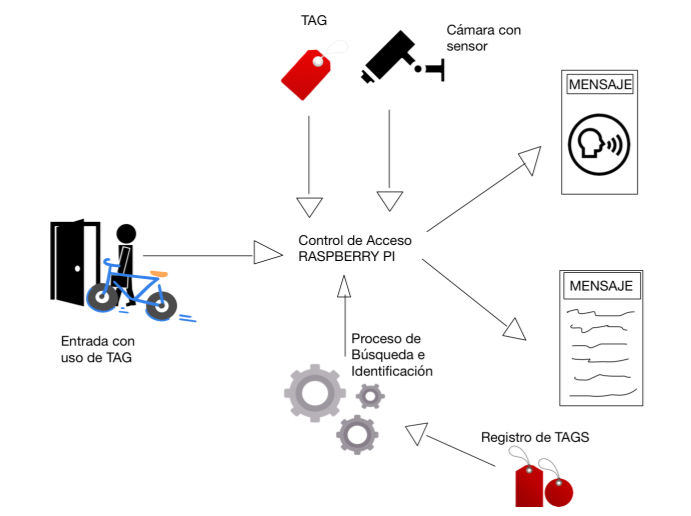 TAG
Cámara con
sensor
MENSAJE
Control de Acceso
RASPBERRY PI
MENSAJE
Entrada con
uso de TAG
Proceso de
Búsqueda e
Identificación
Registro de TAGS